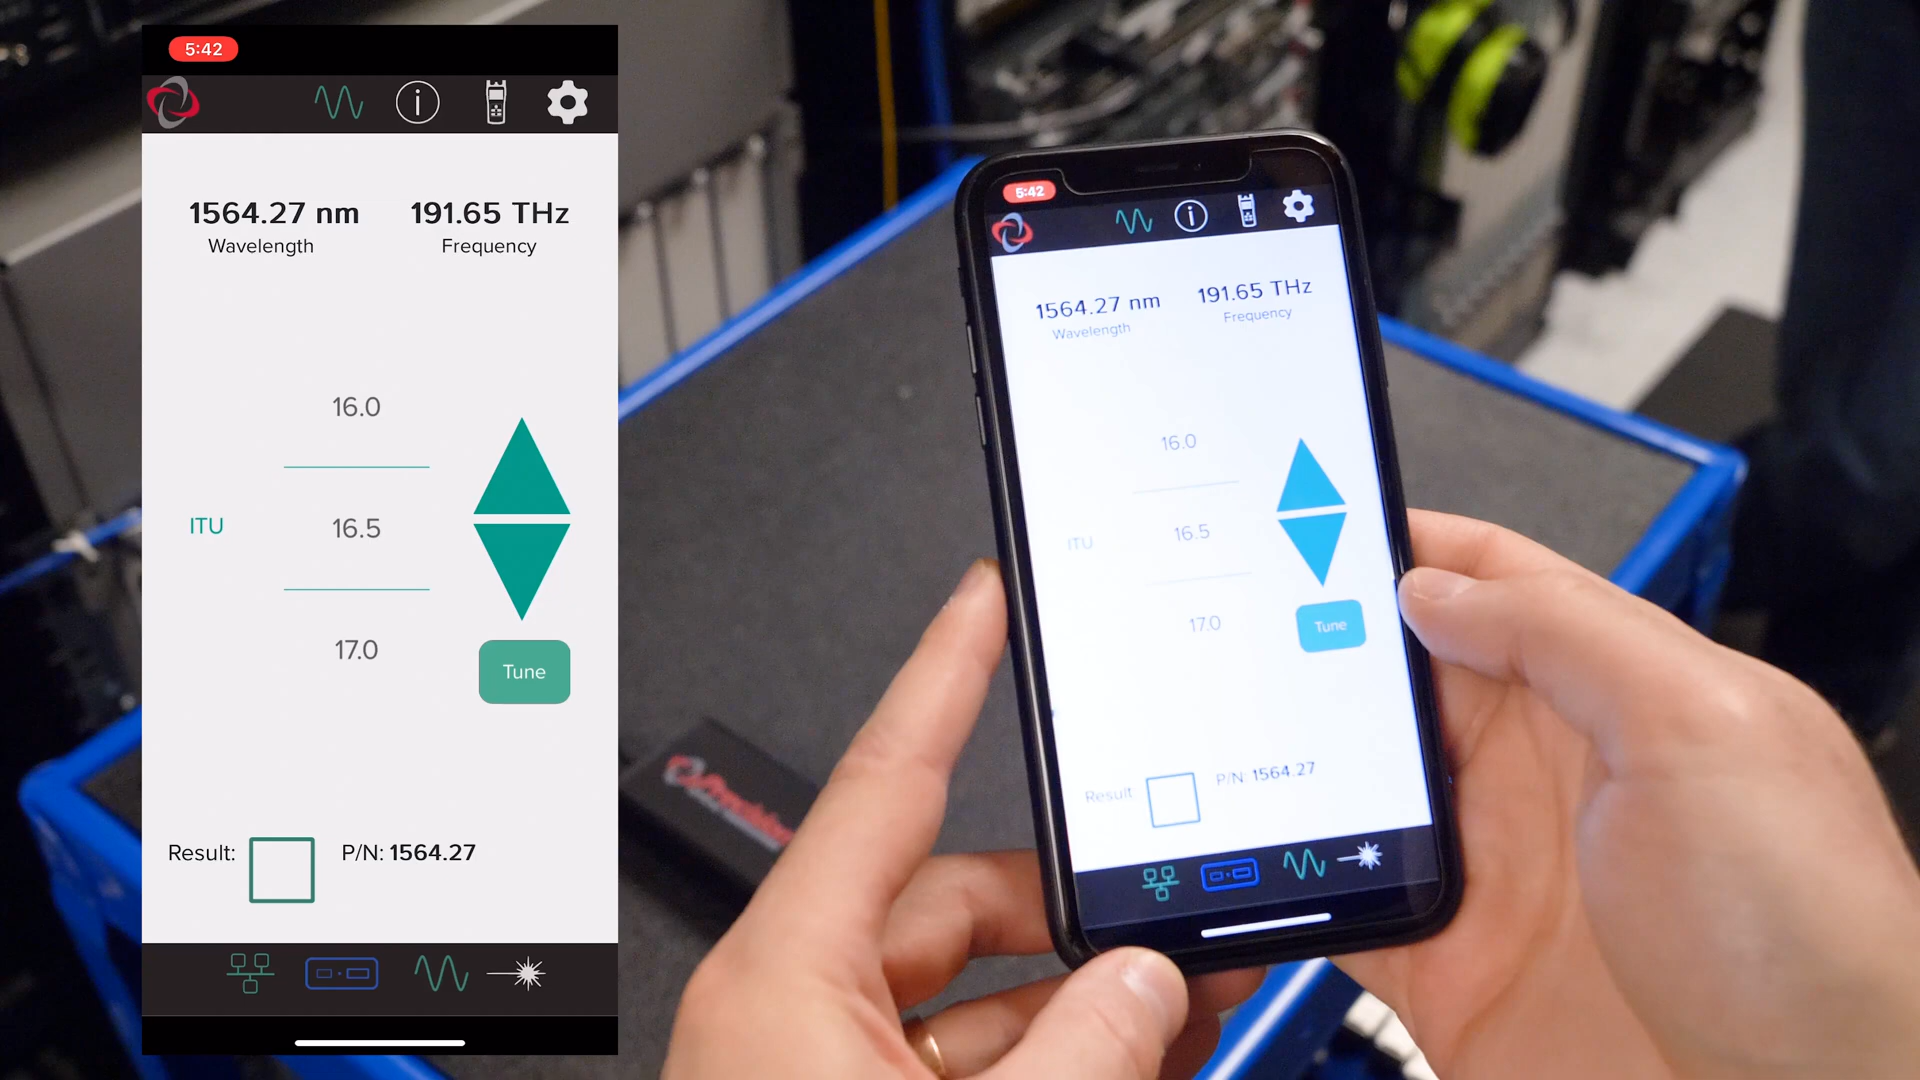 5:42
1564.27 nm
191.65 THz
Wavelength
Frequency
16.0
ITU
16.5
17.0
Tune
Result:
P/N: 1564.27
5:42
1564.27 nm
191.65 THz
Wavelength
Frequency
16.0
ITU
16.5
17.0
Tune
Result
P/N: 1564.27